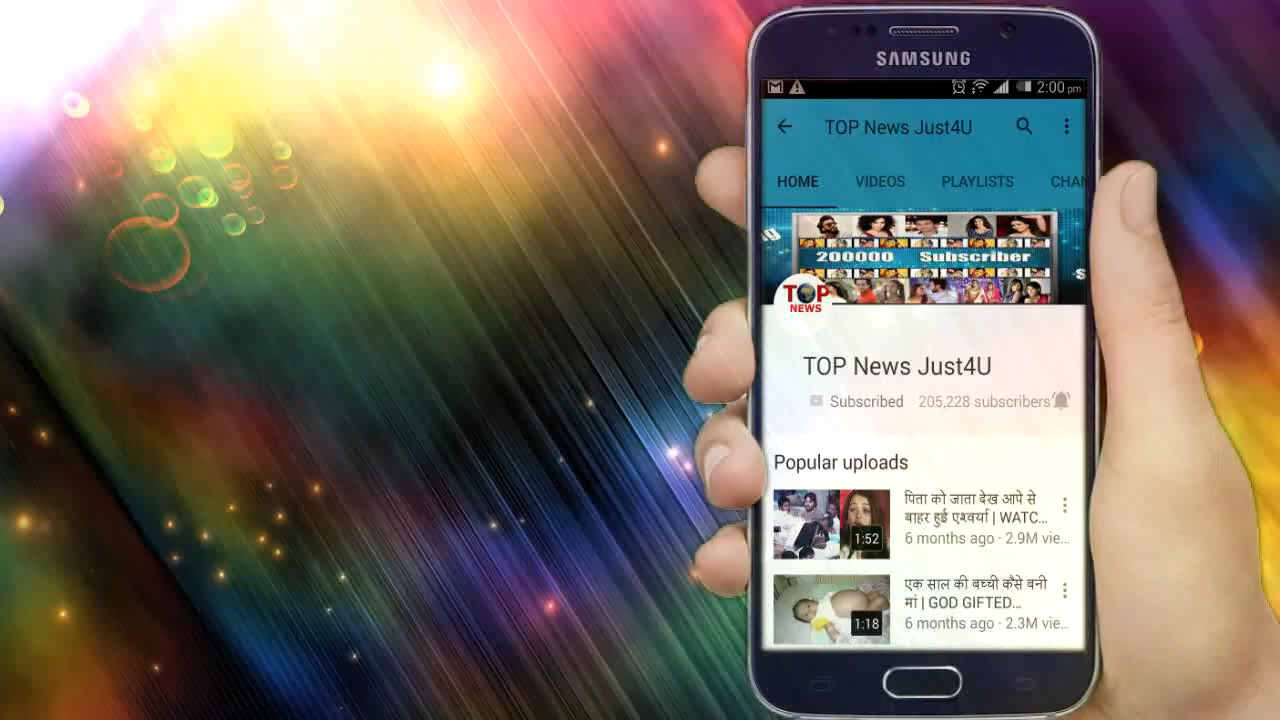 SAMSUNG
2:00 pm
TOP News Just4U
HOME VIDEOS PLAYLISTS CHAN
200000 Subscriber
TOP
NEWS
TOP News Just4U
Subscribed 205,228 subscribers
Popular uploads
पिता को जाता देख आपे से
बाहर हुई एश्वर्या | WATC...
1:52
6 months ago · 2.9M vie...
एक साल की बच्ची कैसे बनी
मां | GOD GIFTED...
1:18
6 months ago · 2.3M vie...